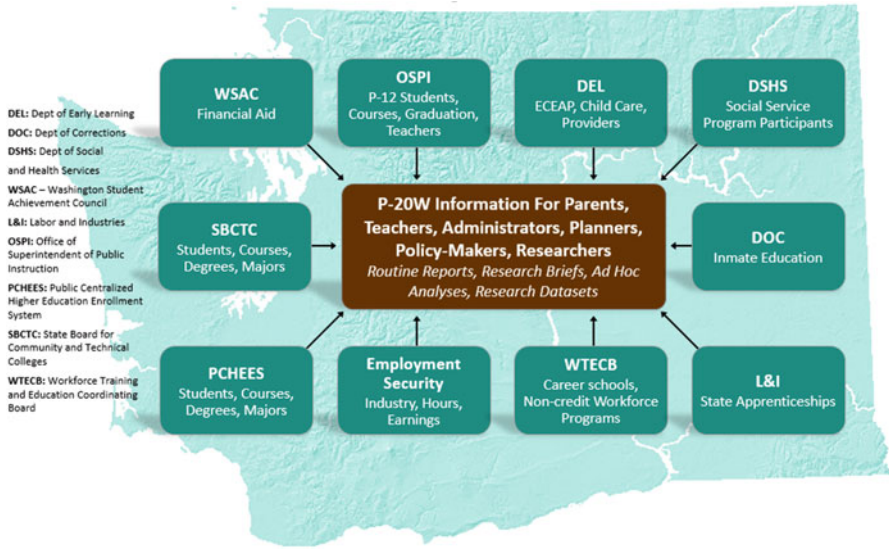 DEL: Dept of Early Learning
DOC: Dept of Corrections
DSHS: Dept of Social
and Health Services
WSAC – Washington Student
Achievement Council
L&I: Labor and Industries
OSPI: Office of
Superintendent of Public
Instruction
PCHEES: Public Centralized
Higher Education Enrollment
System
SBCTC: State Board for
Community and Technical
Colleges
WTECB: Workforce Training
and Education Coordinating
Board
WSAC
Financial Aid
OSPI
P-12 Students,
Courses, Graduation,
Teachers
DEL
ECEAP, Child Care,
Providers
DSHS
Social Service
Program Participants
SBCTC
Students, Courses,
Degrees, Majors
P-20W Information For Parents,
Teachers, Administrators, Planners,
Policy-Makers, Researchers
Routine Reports, Research Briefs, Ad Hoc
Analyses, Research Datasets
DOC
Inmate Education
PCHEES
Students, Courses,
Degrees, Majors
Employment
Security
Industry, Hours,
Earnings
WTECB
Career schools,
Non-credit Workforce
Programs
L&I
State Apprenticeships